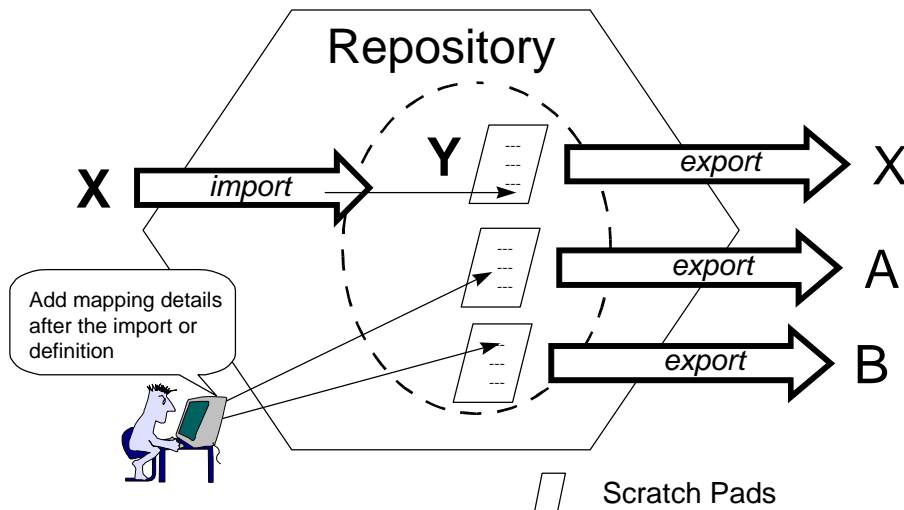 Repository
X
import
Y
---
---
---
export
X
---
---
---
export
A
Add mapping details
after the import or
definition
---
---
---
export
B
Scratch Pads